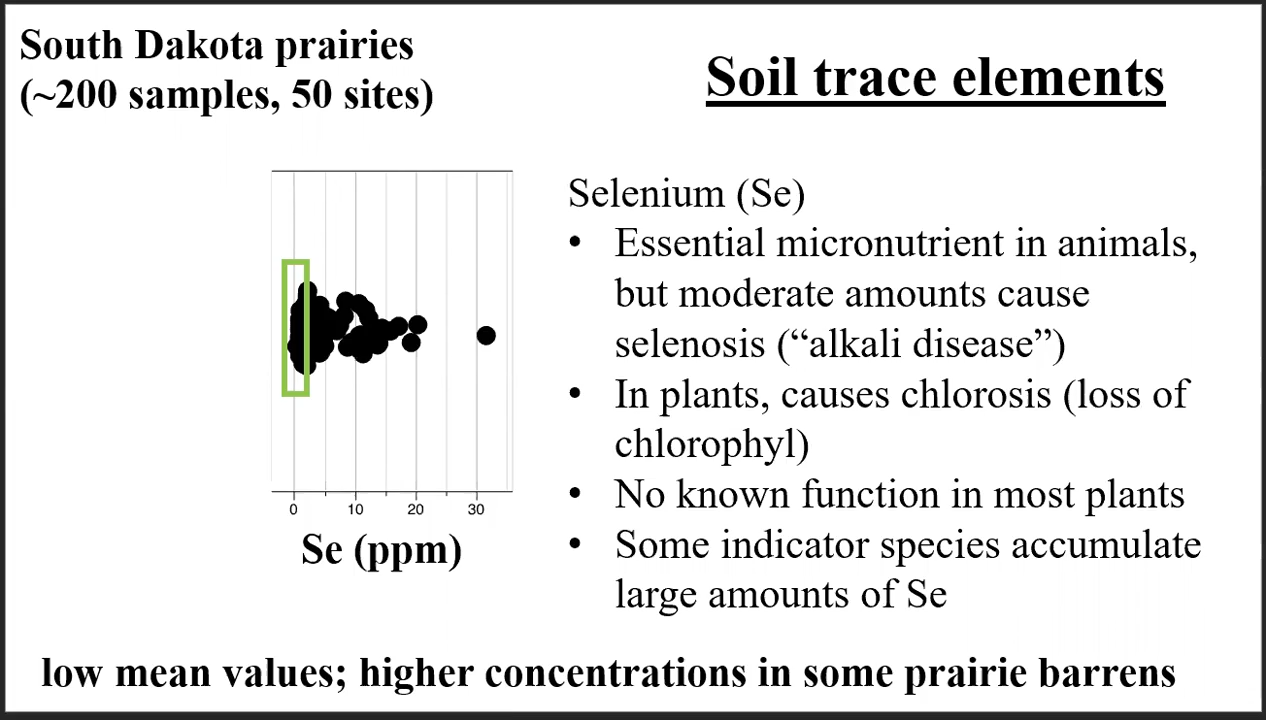 South Dakota prairies
(~200 samples, 50 sites)
Soil trace elements
Selenium (Se)
• Essential micronutrient in animals,
but moderate amounts cause
selenosis (“alkali disease”)
• In plants, causes chlorosis (loss of
chlorophyl)
• No known function in most plants
• Some indicator species accumulate
large amounts of Se
0 10 20 30
Se (ppm)
low mean values; higher concentrations in some prairie barrens